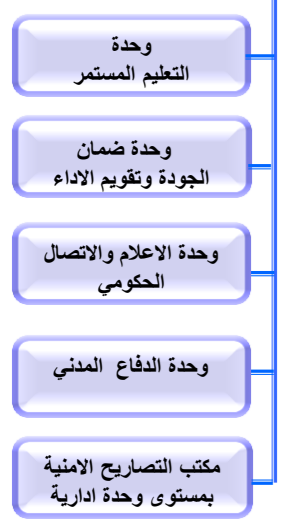 وحدة
التعليم المستمر
وحدة ضمان
الجودة وتقويم الاداء
وحدة الاعلام والاتصال
الحكومي
وحدة الدفاع المدني
مكتب التصاريح الامنية
بمستوى وحدة ادارية